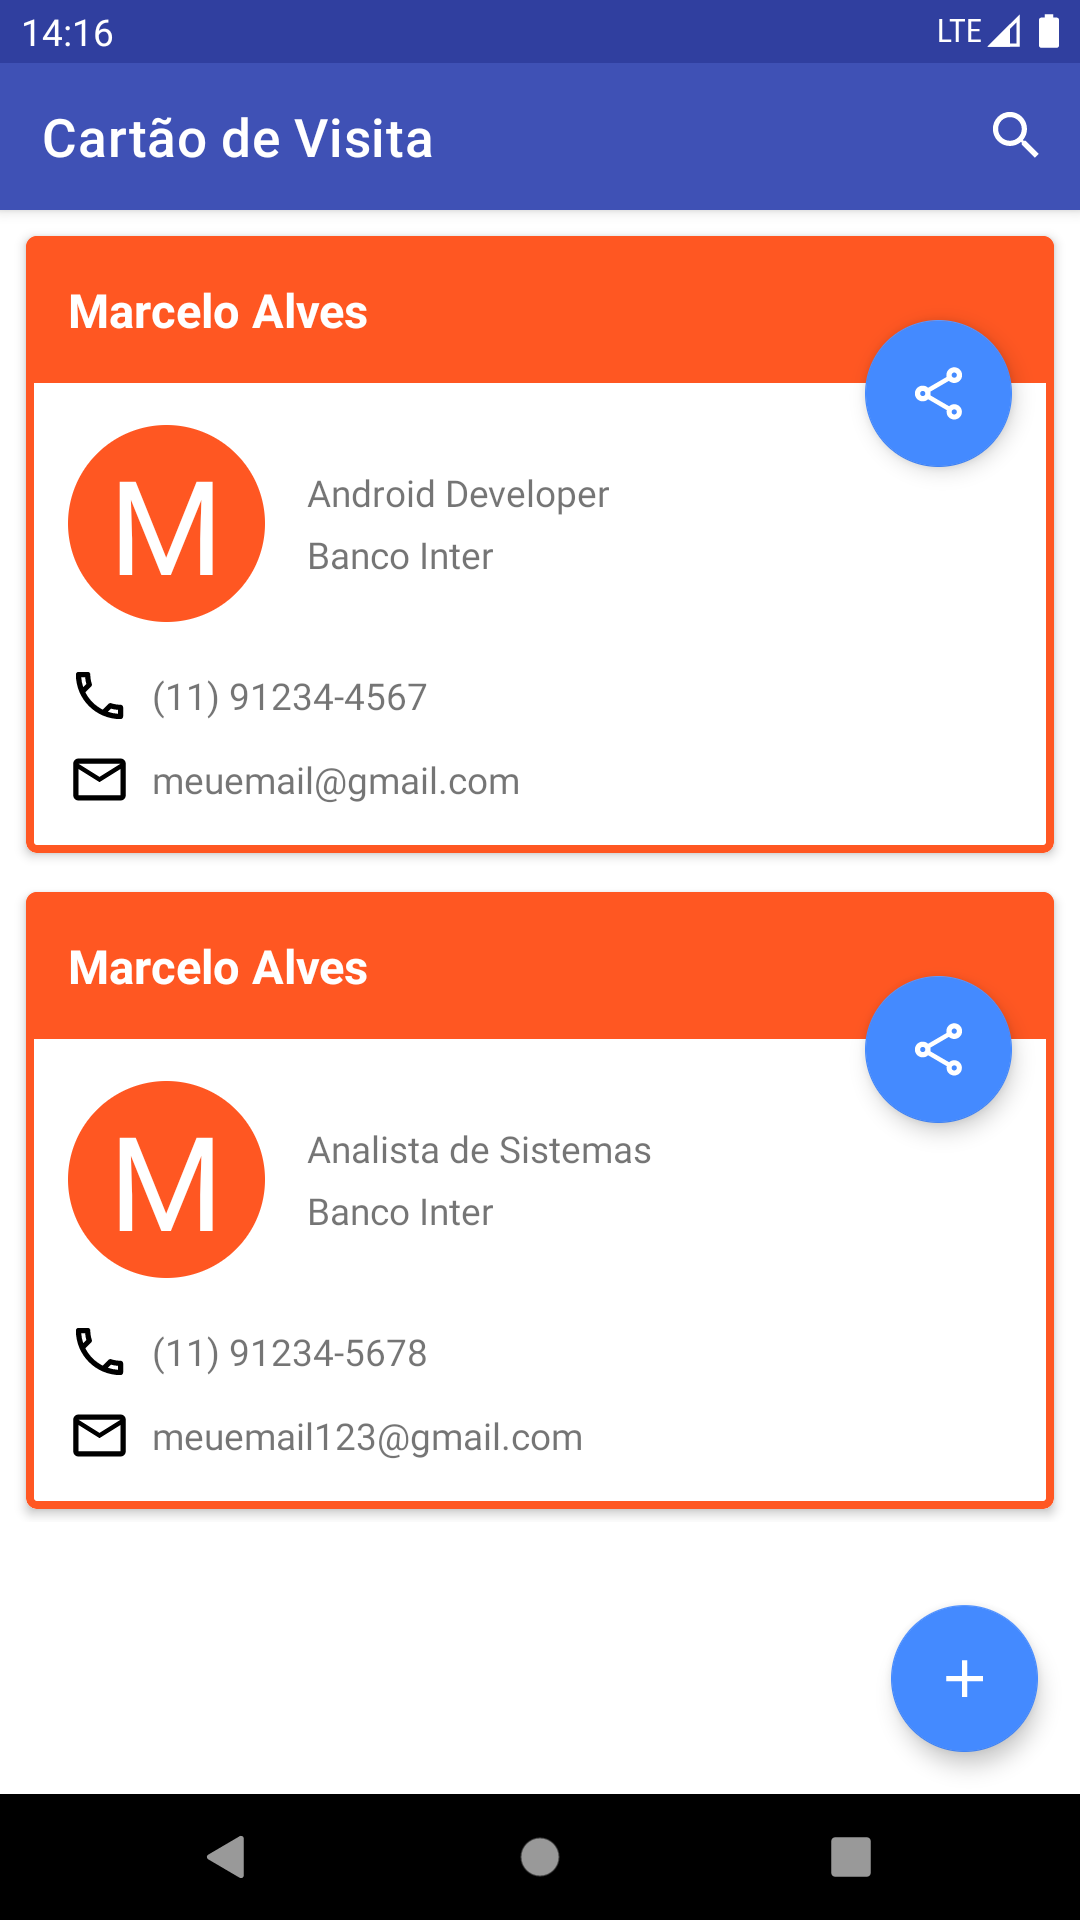 14:16 LTE
Cartão de Visita
Marcelo Alves
M
Android Developer
Banco Inter
(11) 91234-4567
meuemail@gmail.com
Marcelo Alves
M
Analista de Sistemas
Banco Inter
(11) 91234-5678
meuemail123@gmail.com